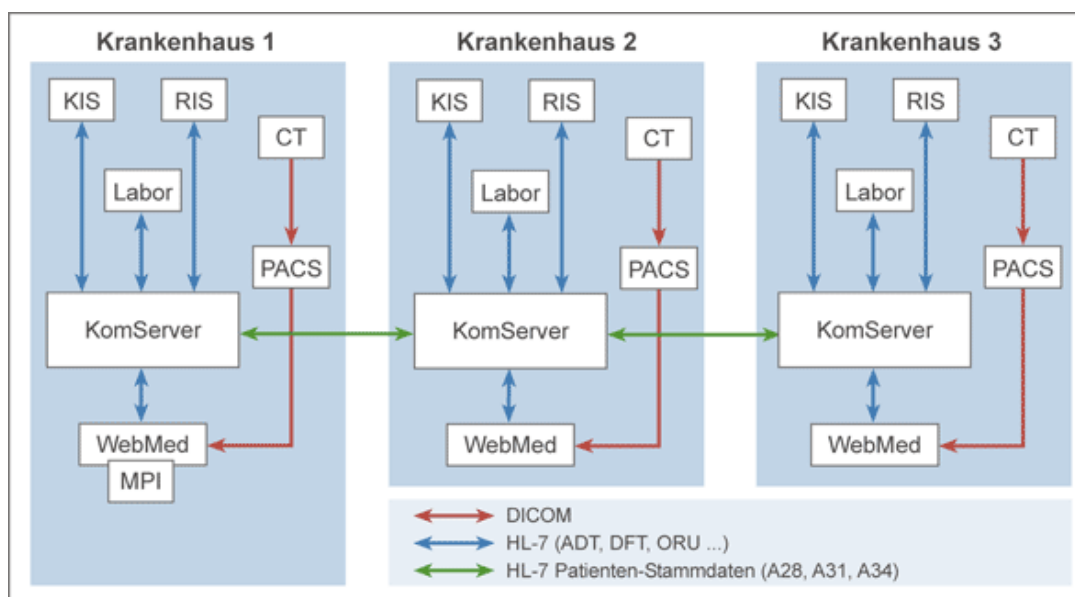 Krankenhaus 1
KIS
RIS
CT
Labor
PACS
KomServer
WebMed
MPI
Krankenhaus 2
KIS
RIS
CT
Labor
PACS
KomServer
WebMed
Krankenhaus 3
KIS
RIS
CT
Labor
PACS
KomServer
WebMed
DICOM
HL-7 (ADT, DFT, ORU ...)
HL-7 Patienten-Stammdaten (A28, A31, A34)